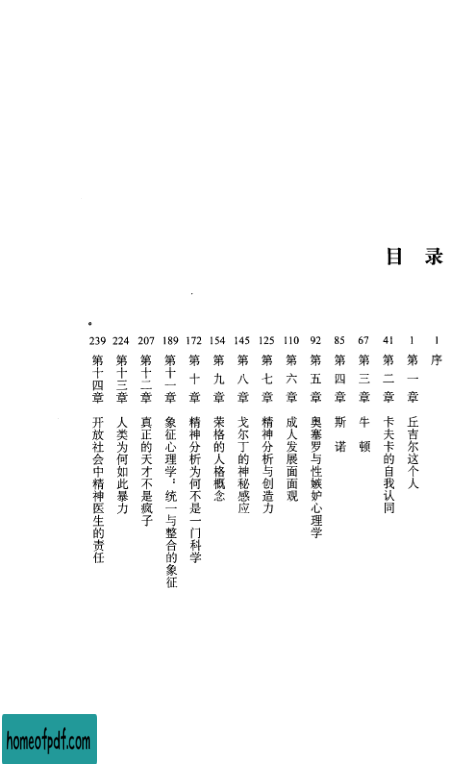 目录
1 序
1 第一章 丘吉尔这个人
41 第二章 卡夫卡的自我认同
67 第三章 牛顿
85 第四章 斯诺
92 第五章 奥塞罗与性嫉妒心理学
110 第六章 成人发展面面观
125 第七章 精神分析与创造力
145 第八章 戈尔丁的神秘感应
154 第九章 荣格的人格概念
172 第十章 精神分析为何不是一门科学
189 第十一章 象征心理学：统一与整合的象征
207 第十二章 真正的天才不是疯子
224 第十三章 人类为何如此暴力
239 第十四章 开放社会中精神医生的责任
homeofpdf.com